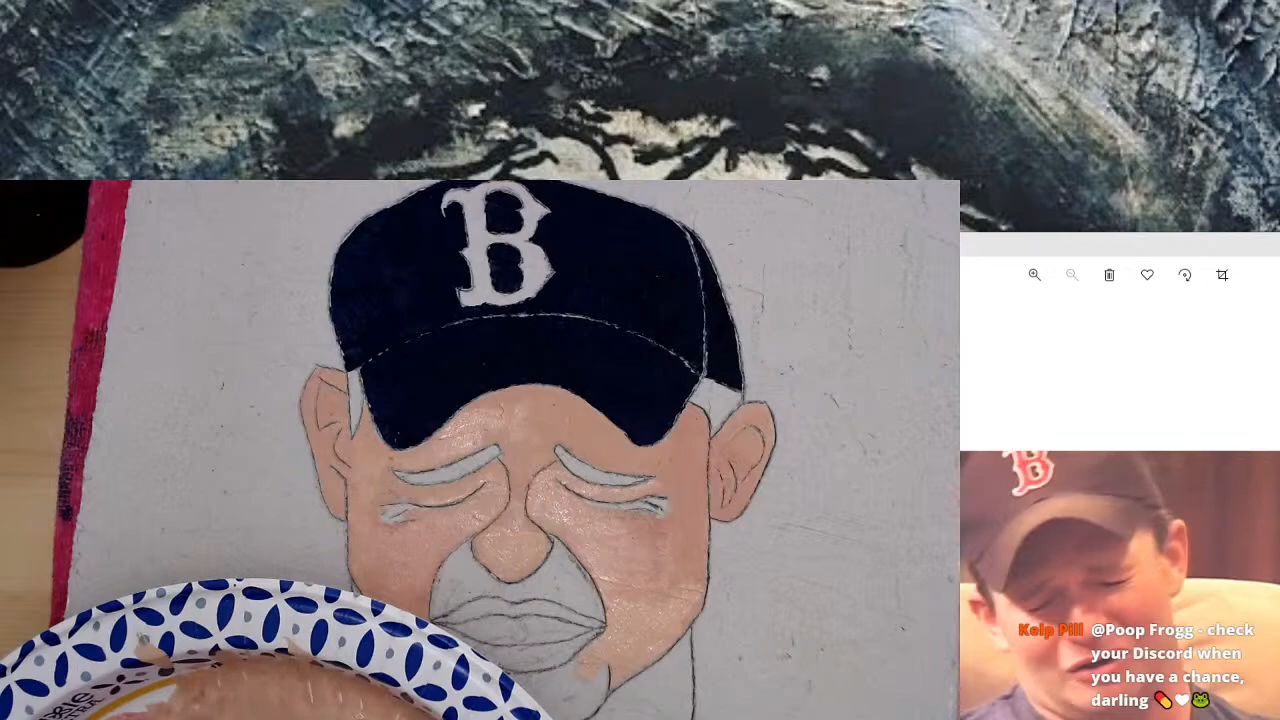 B
B
Kelp Pill @Poop Frogg - check
your Discord when
you have a chance,
darling 💊🤍🐸